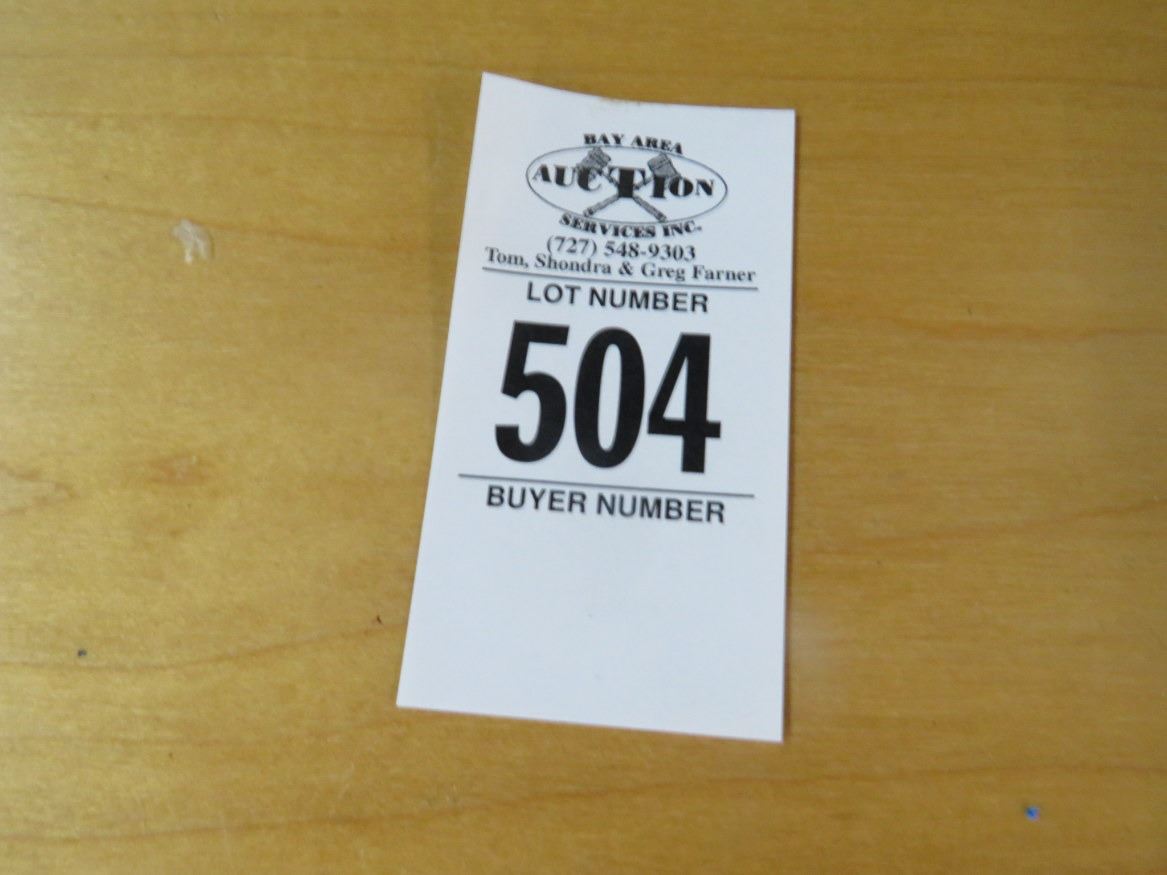 BAY AREA
AUCTION
SERVICES INC.
(727) 548-9303
Tom, Shondra & Greg Farner
LOT NUMBER
504
BUYER NUMBER